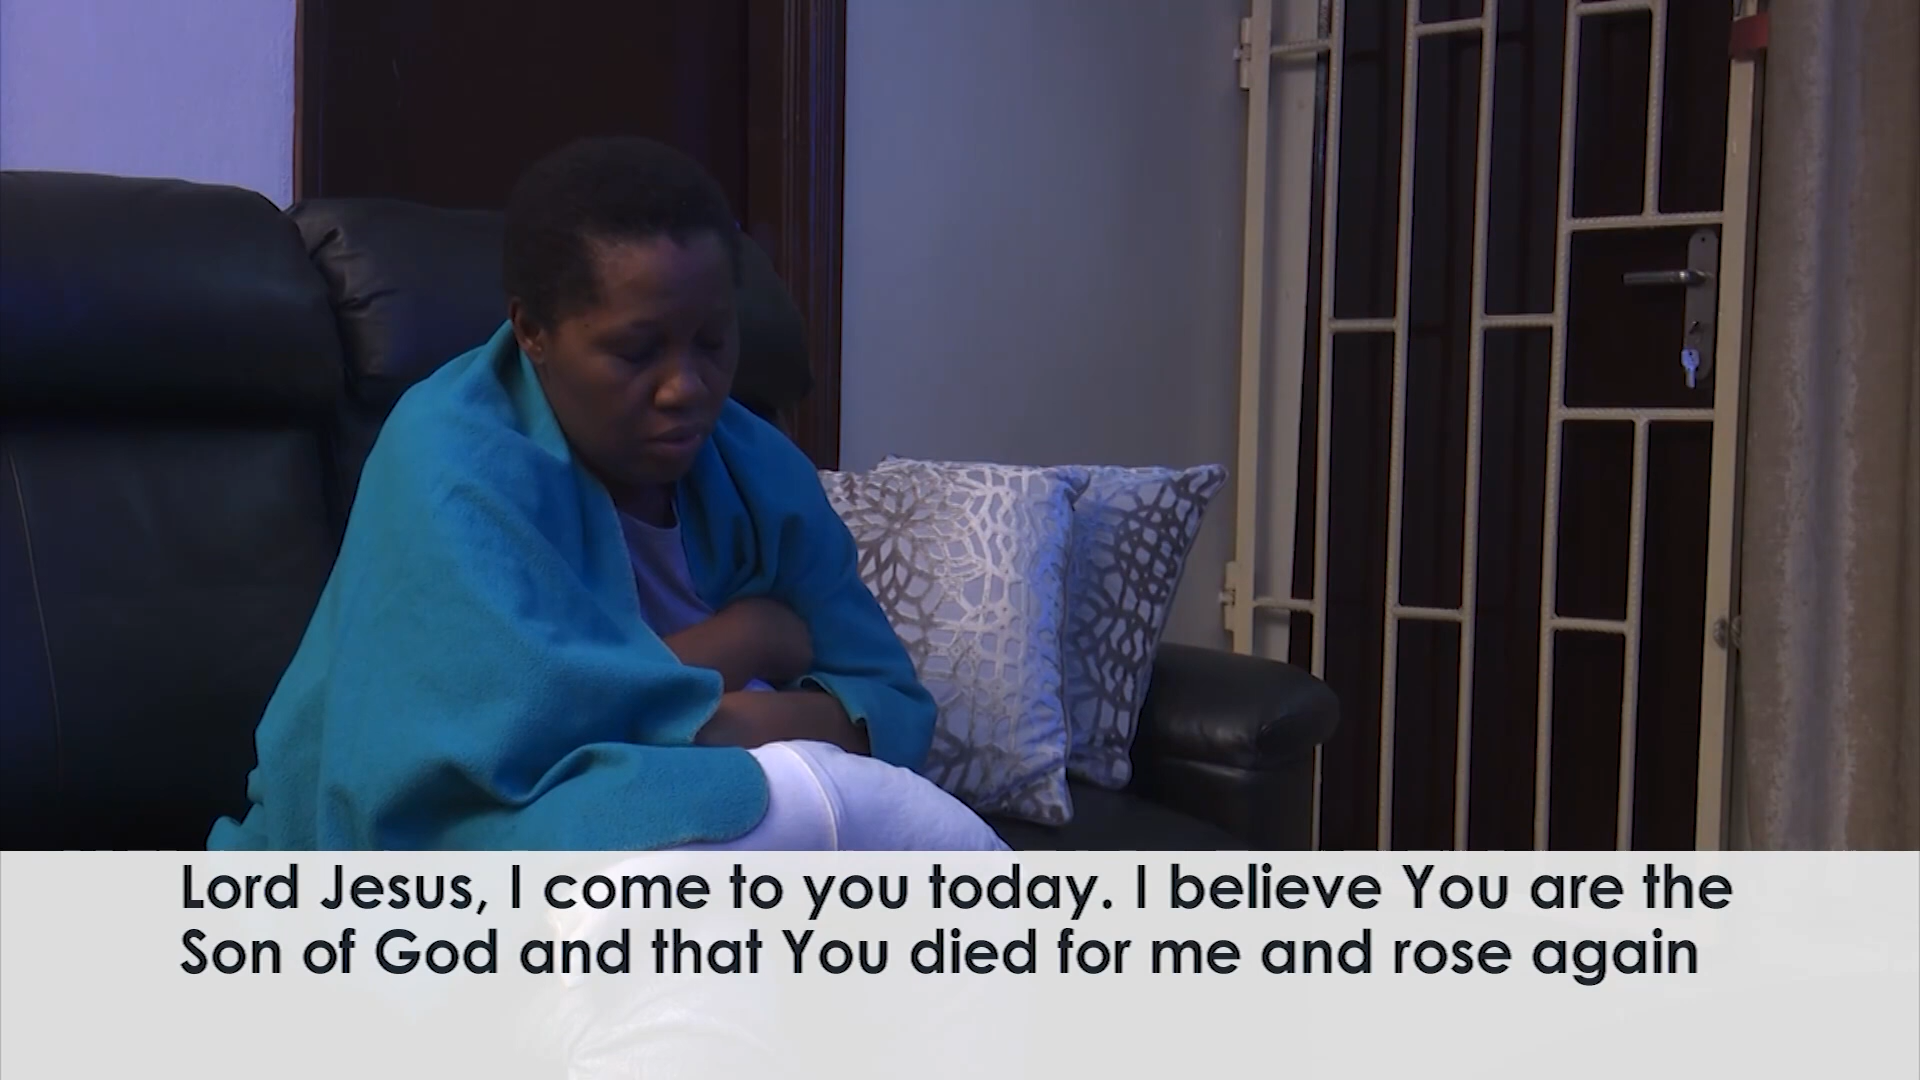 Lord Jesus, I come to you today. I believe You are the
Son of God and that You died for me and rose again